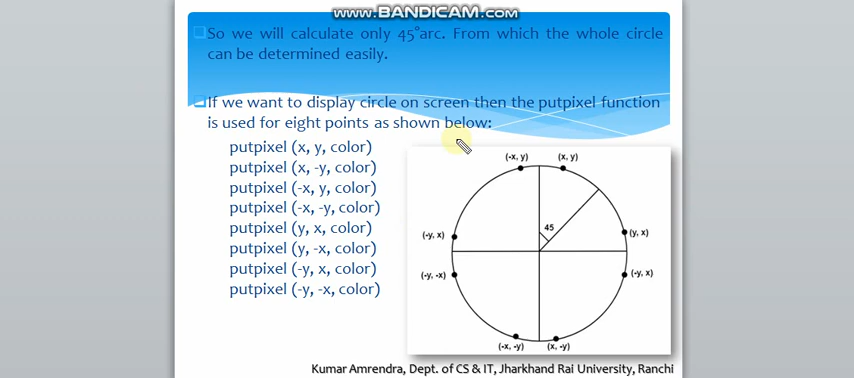 www.BANDICAM.com
So we will calculate only 45°arc. From which the whole circle
can be determined easily.
If we want to display circle on screen then the putpixel function
is used for eight points as shown below:
putpixel (x, y, color)
putpixel (x, -y, color)
putpixel (-x, y, color)
putpixel (-x, -y, color)
putpixel (y, x, color)
putpixel (y, -x, color)
putpixel (-y, x, color)
putpixel (-y, -x, color)
(-x, y) (x, y)
45
(-y, x) (y, x)
(-y, -x) (-y, x)
(-x, -y) (x, -y)
Kumar Amrendra, Dept. of CS & IT, Jharkhand Rai University, Ranchi